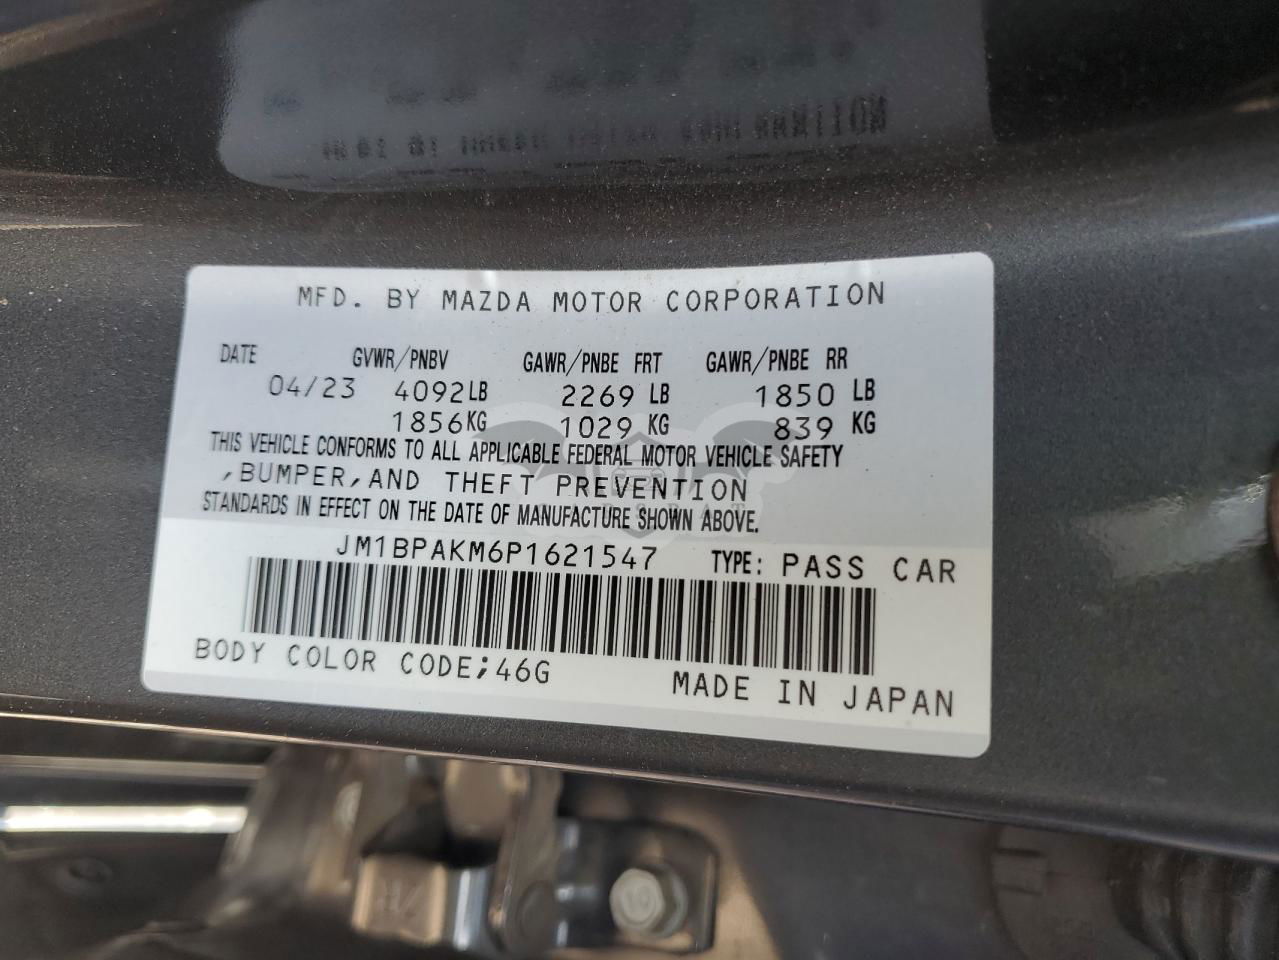 MFD. BY MAZDA MOTOR CORPORATION
DATE GVWR/PNBV GAWR/PNBE FRT GAWR/PNBE RR
04/23 4092LB 2269 LB 1850 LB
1856KG 1029 KG 839 KG
THIS VEHICLE CONFORMS TO ALL APPLICABLE FEDERAL MOTOR VEHICLE SAFETY
,BUMPER,AND THEFT PREVENTION
STANDARDS IN EFFECT ON THE DATE OF MANUFACTURE SHOWN ABOVE.
JM1BPAKM6P1621547 TYPE: PASS CAR
BODY COLOR CODE;46G
MADE IN JAPAN